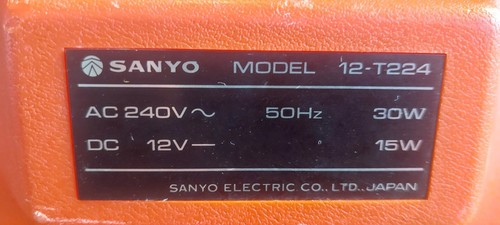 SANYO MODEL 12-T224
AC 240V ~ 50Hz 30W
DC 12V — 15W
SANYO ELECTRIC CO., LTD., JAPAN